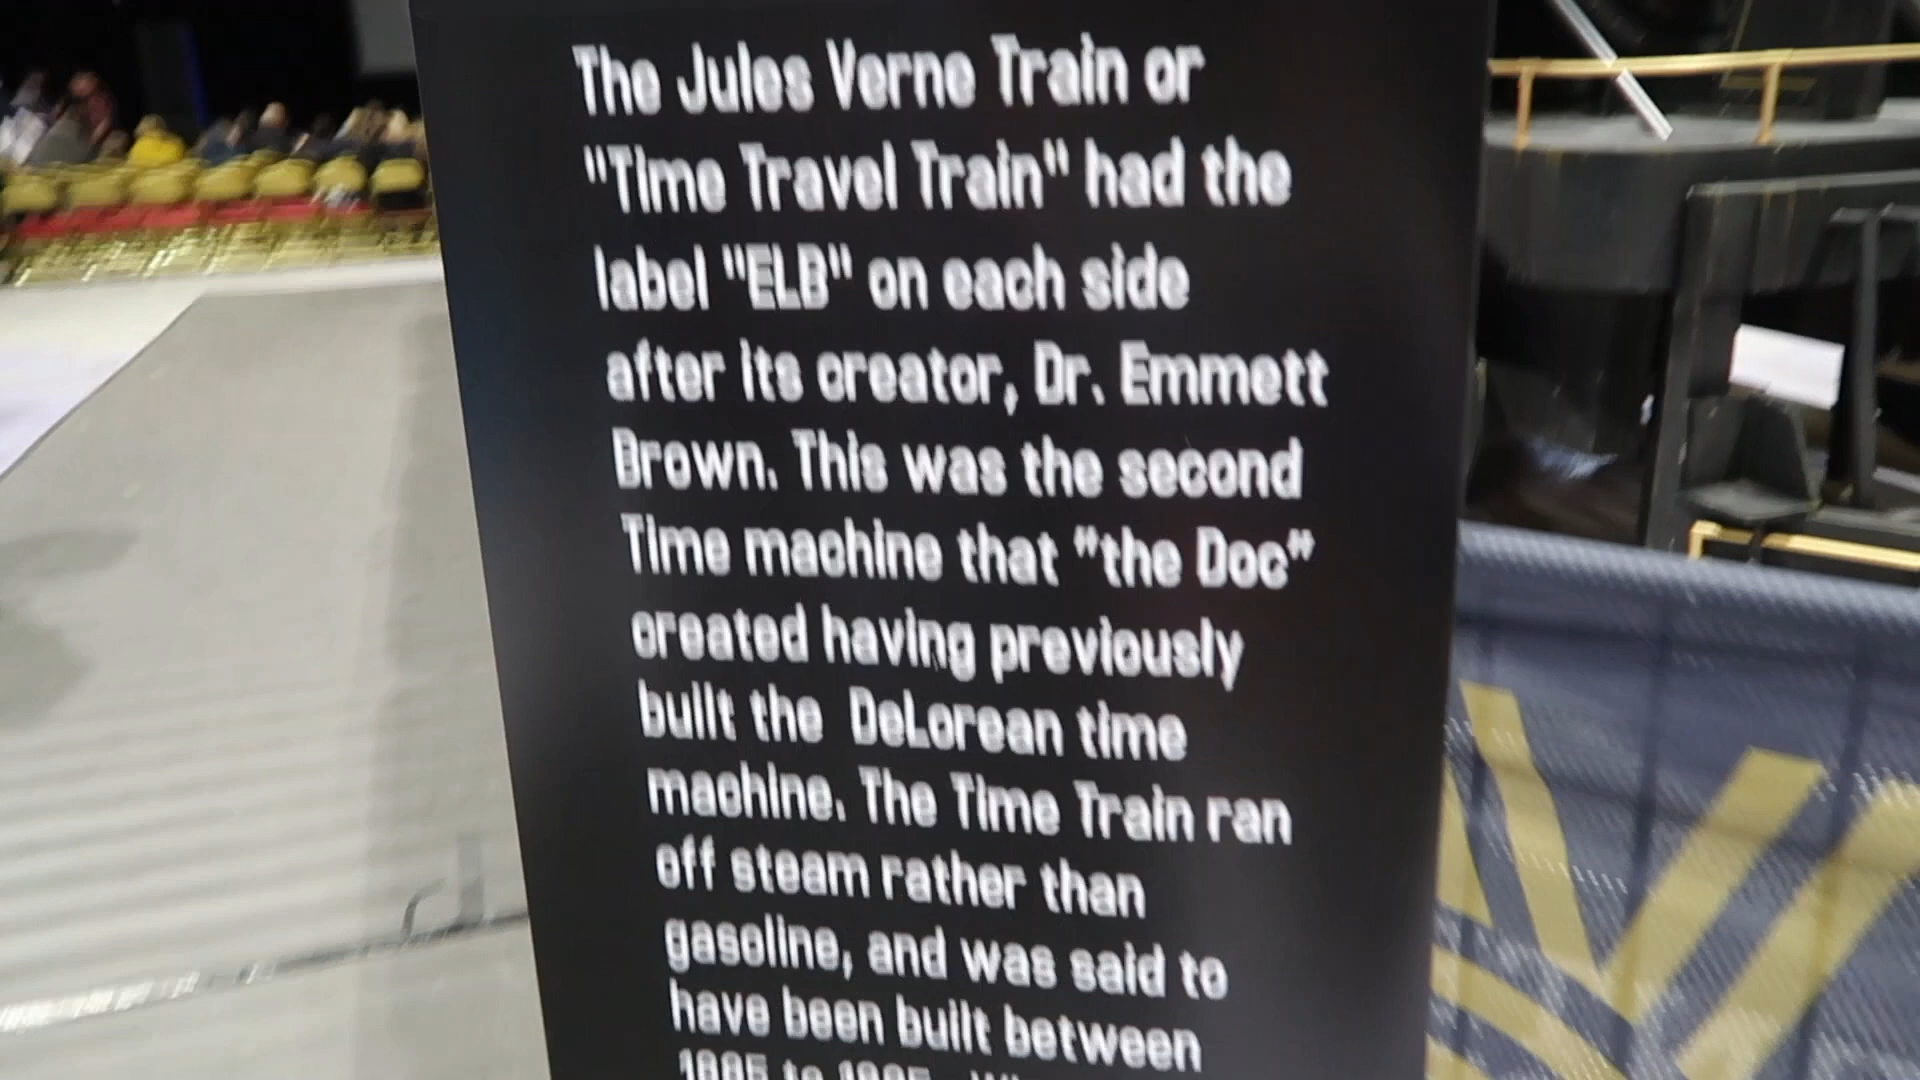 The Jules Verne Train or
"Time Travel Train" had the
label "ELB" on each side
after its creator, Dr. Emmett
Brown. This was the second
Time machine that "the Doc"
created having previously
built the DeLorean time
machine. The Time Train ran
off steam rather than
gasoline, and was said to
have been built between
to